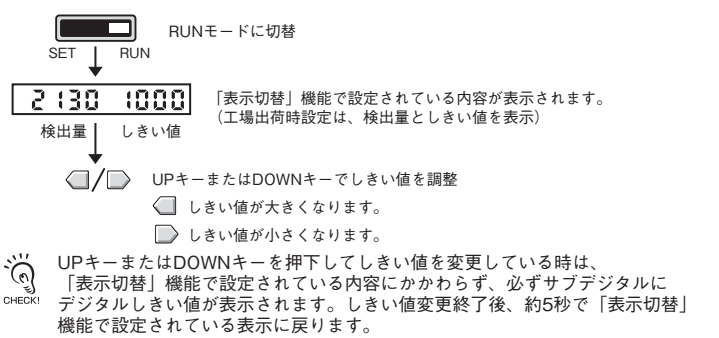 RUNモードに切替
SET RUN
2130 1000
「表示切替」機能で設定されている内容が表示されます。
（工場出荷時設定は、検出量としきい値を表示）
検出量 しきい値
/ UPキーまたはDOWNキーでしきい値を調整
しきい値が大きくなります。
しきい値が小さくなります。
CHECK!
UPキーまたはDOWNキーを押下してしきい値を変更している時は、
「表示切替」機能で設定されている内容にかかわらず、必ずサブデジタルに
デジタルしきい値が表示されます。しきい値変更終了後、約5秒で「表示切替」
機能で設定されている表示に戻ります。